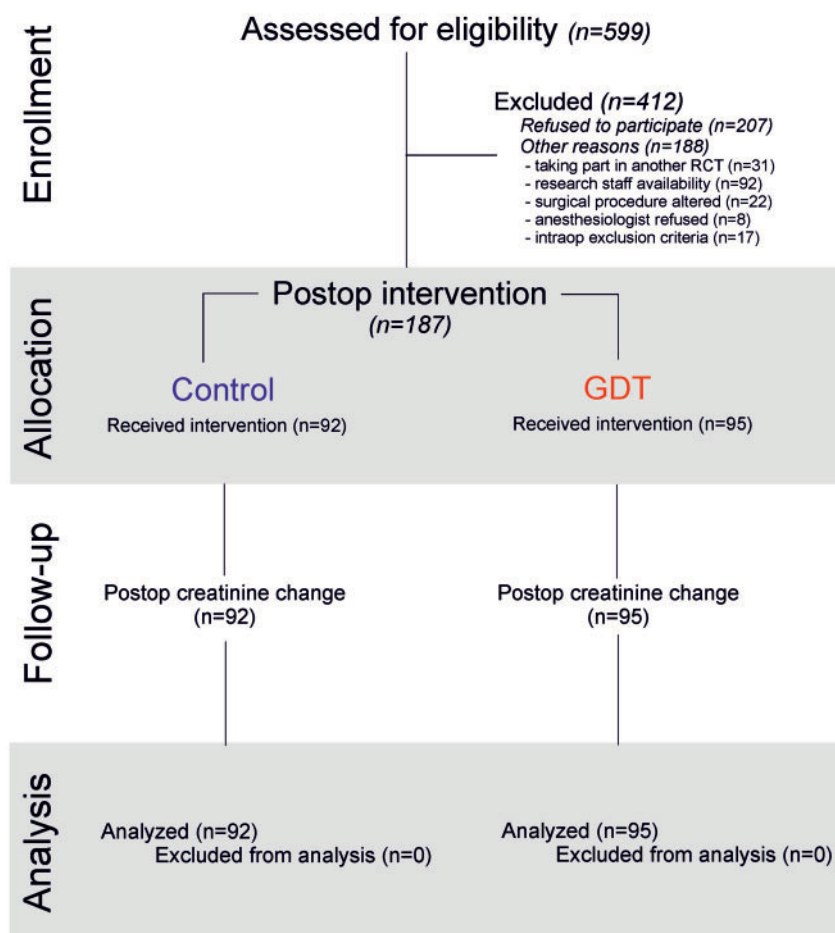 Enrollment
Assessed for eligibility (n=599)
Excluded (n=412)
Refused to participate (n=207)
Other reasons (n=188)
- taking part in another RCT (n=31)
- research staff availability (n=92)
- surgical procedure altered (n=22)
- anesthesiologist refused (n=8)
- intraop exclusion criteria (n=17)
Allocation
Postop intervention
(n=187)
Control
Received intervention (n=92)
GDT
Received intervention (n=95)
Follow-up
Postop creatinine change
(n=92)
Postop creatinine change
(n=95)
Analysis
Analyzed (n=92)
Excluded from analysis (n=0)
Analyzed (n=95)
Excluded from analysis (n=0)